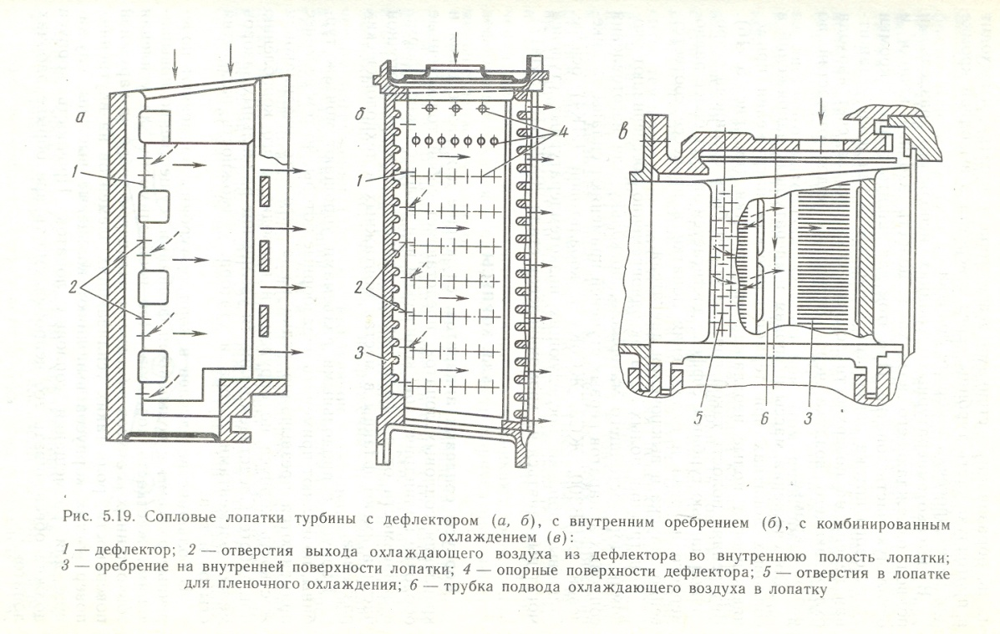 а
б
в
1
2
1
2
3
4
5
6
3
Рис. 5.19. Сопловые лопатки турбины с дефлектором (а, б), с внутренним оребрением (б), с комбинированным
охлаждением (в):
1 — дефлектор; 2 — отверстия выхода охлаждающего воздуха из дефлектора во внутреннюю полость лопатки;
3 — оребрение на внутренней поверхности лопатки; 4 — опорные поверхности дефлектора; 5 — отверстия в лопатке
для пленочного охлаждения; 6 — трубка подвода охлаждающего воздуха в лопатку